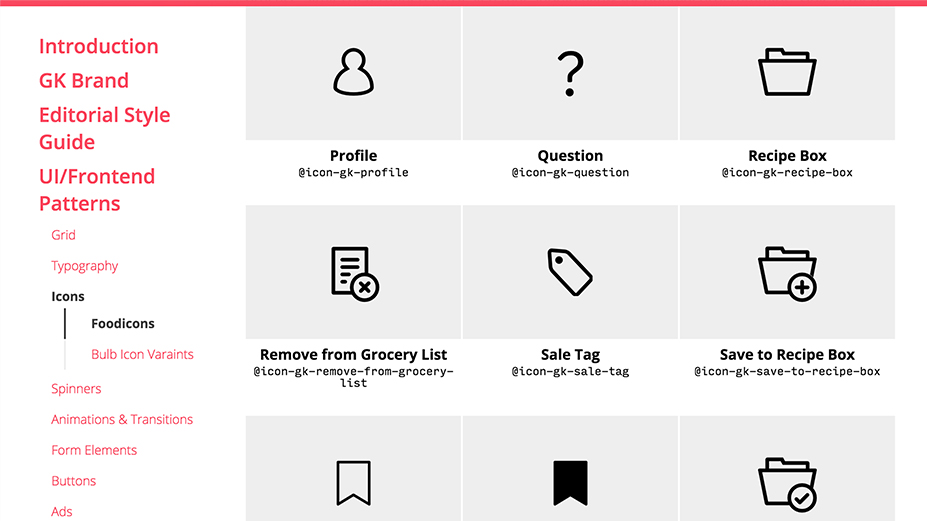 Introduction
GK Brand
Editorial Style
Guide
UI/Frontend
Patterns
Grid
Typography
Icons
Foodicons
Bulb Icon Varaints
Spinners
Animations & Transitions
Form Elements
Buttons
Ads
Profile
@icon-gk-profile
Question
@icon-gk-question
Recipe Box
@icon-gk-recipe-box
Remove from Grocery List
@icon-gk-remove-from-grocery-
list
Sale Tag
@icon-gk-sale-tag
Save to Recipe Box
@icon-gk-save-to-recipe-box